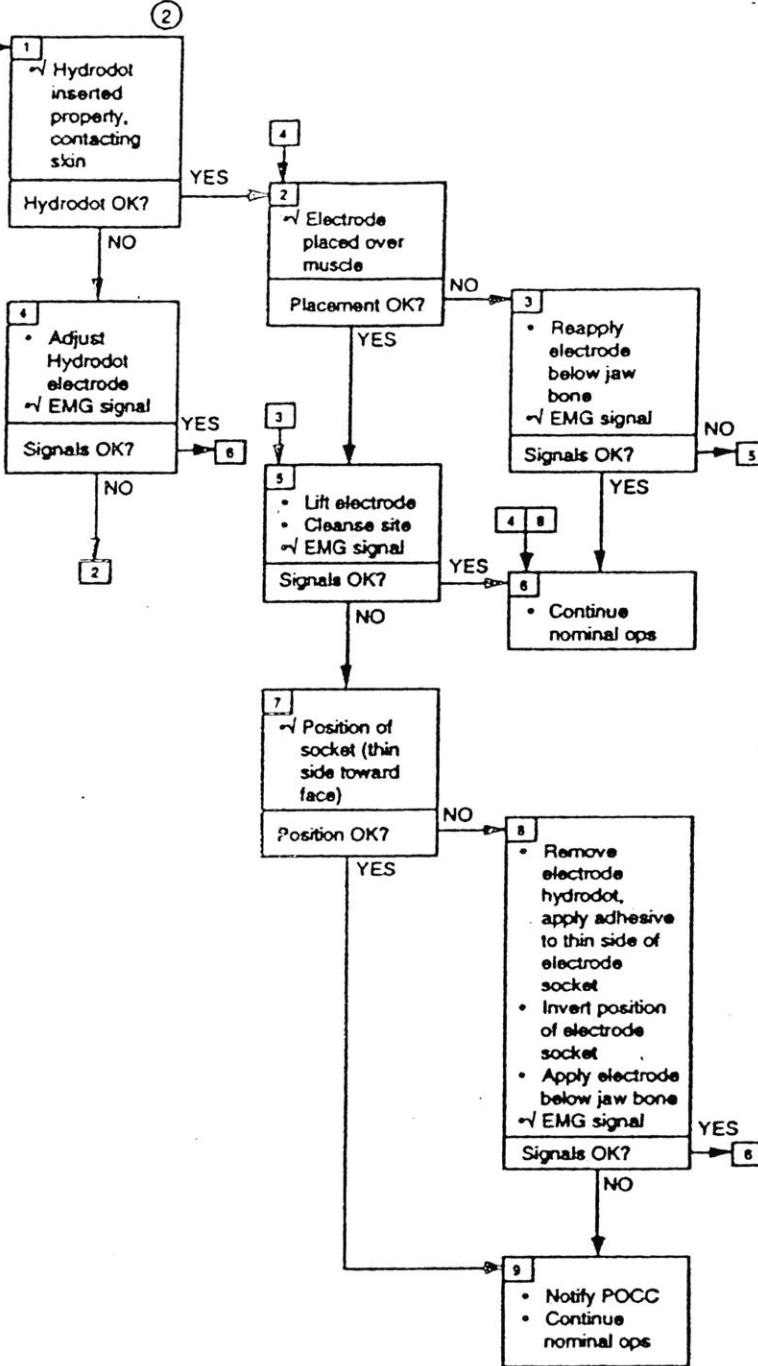 2
1
√ Hydrodot
inserted
property,
contacting
skin
Hydrodot OK?
YES
NO
4
2
√ Electrode
placed over
muscle
Placement OK?
NO
YES
4
• Adjust
Hydrodot
electrode
√ EMG signal
Signals OK?
YES
6
NO
2
3
• Reapply
electrode
below jaw
bone
√ EMG signal
Signals OK?
NO
5
YES
3
5
• Lift electrode
• Cleanse site
√ EMG signal
Signals OK?
YES
NO
4 8
6
• Continue
nominal ops
7
√ Position of
socket (thin
side toward
face)
Position OK?
NO
YES
8
• Remove
electrode
hydrodot,
apply adhesive
to thin side of
electrode
socket
• Invert position
of electrode
socket
• Apply electrode
below jaw bone
√ EMG signal
Signals OK?
YES
6
NO
9
• Notify POCC
• Continue
nominal ops